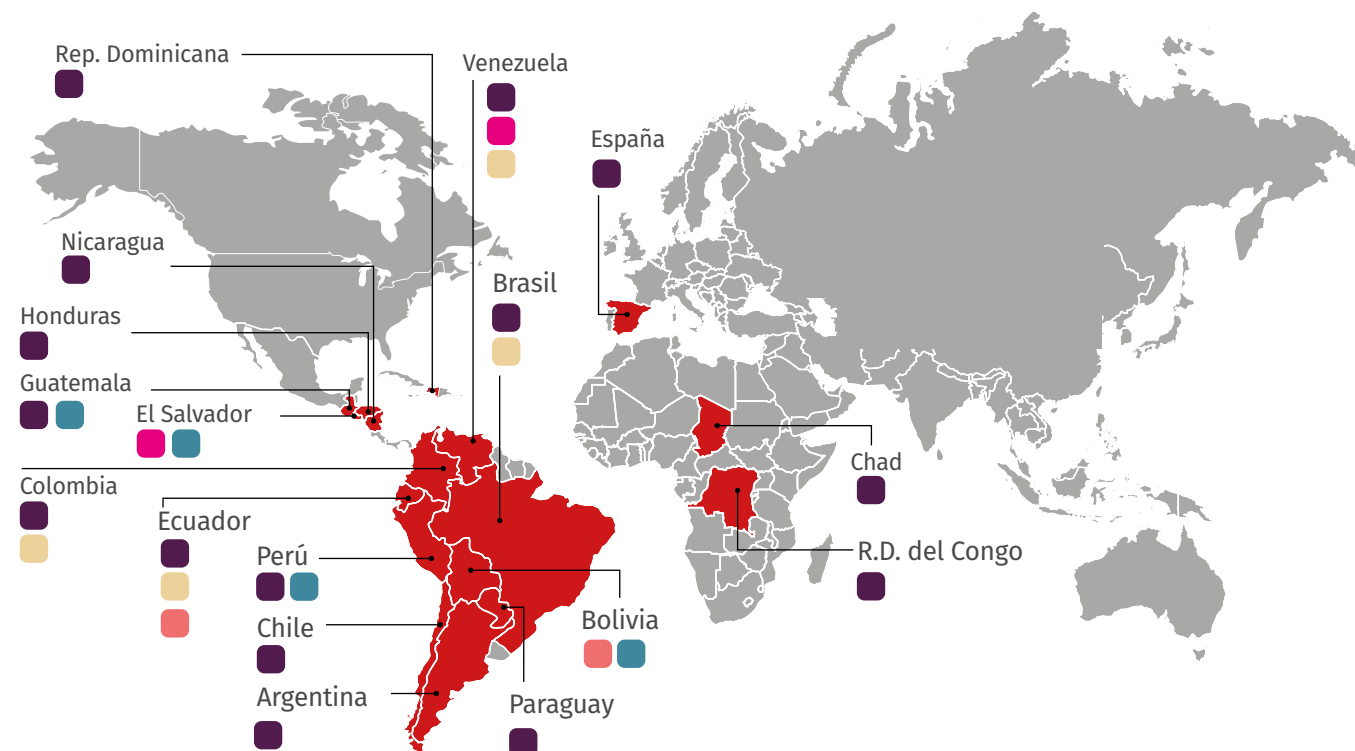 Rep. Dominicana
Venezuela
España
Nicaragua
Brasil
Honduras
Guatemala
El Salvador
Chad
Colombia
Ecuador
Perú
R.D. del Congo
Chile
Bolivia
Argentina
Paraguay